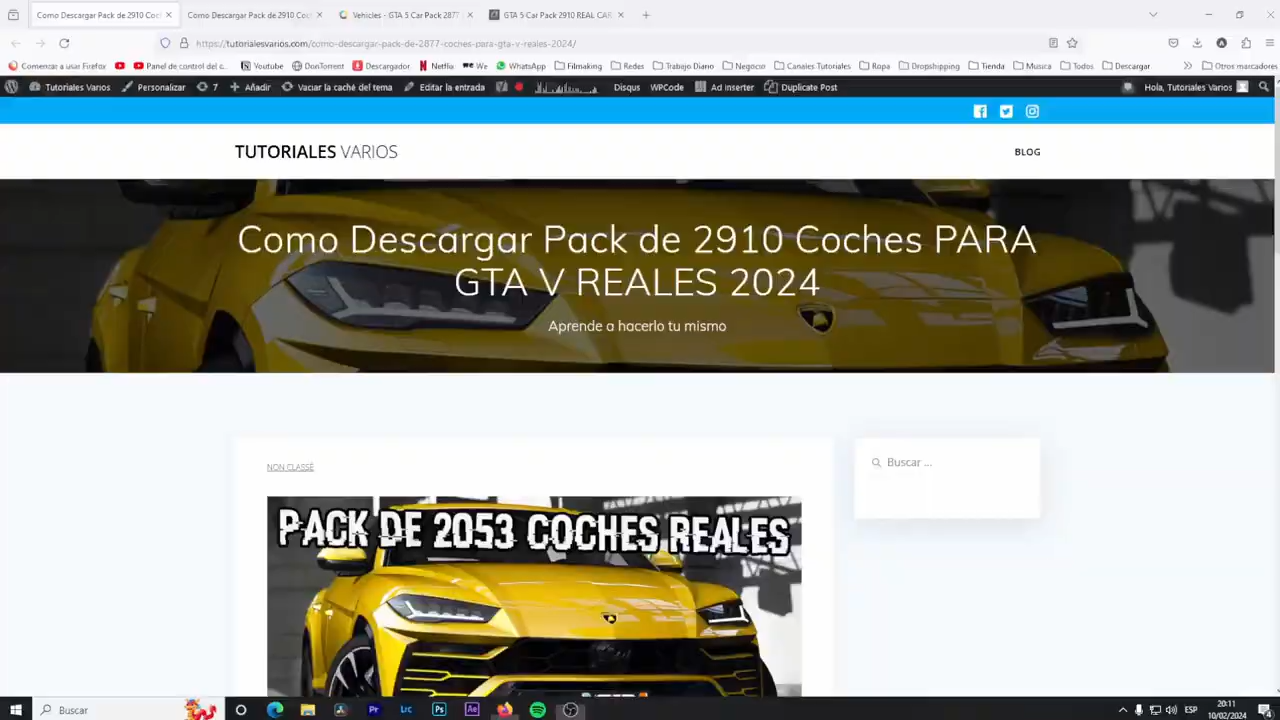 Como Descargar Pack de 2910 Coc
Como Descargar Pack de 2910 Coc
Vehicles - GTA 5 Car Pack 2877
GTA 5 Car Pack 2910 REAL CAR
https://tutorialesvarios.com/como-descargar-pack-de-2877-coches-para-gta-v-reales-2024/
Comenzar a usar Firefox
Panel de control del c...
Youtube
DonTorrent
Descargador
Netflia
We
WhatsApp
Filmaking
Redes
Trabajo Diario
Negocio
Canales Tutoriales
Ropa
Dropshipping
Tienda
Musica
Todos
Descargar
Otros marcadores
Tutoriales Varios
Personalizar
7
Añadir
Vaciar la caché del tema
Editar la entrada
Disqus
WPCode
Ad Inserter
Duplicate Post
Hola, Tutoriales Varios
TUTORIALES VARIOS
BLOG
Como Descargar Pack de 2910 Coches PARA
GTA V REALES 2024
Aprende a hacerlo tu mismo
NON CLASSÉ
Buscar ...
PACK DE 2053 COCHES REALES
Buscar
Pr
LrC
Ps
Ae
ESP
20:11
10/02/2024